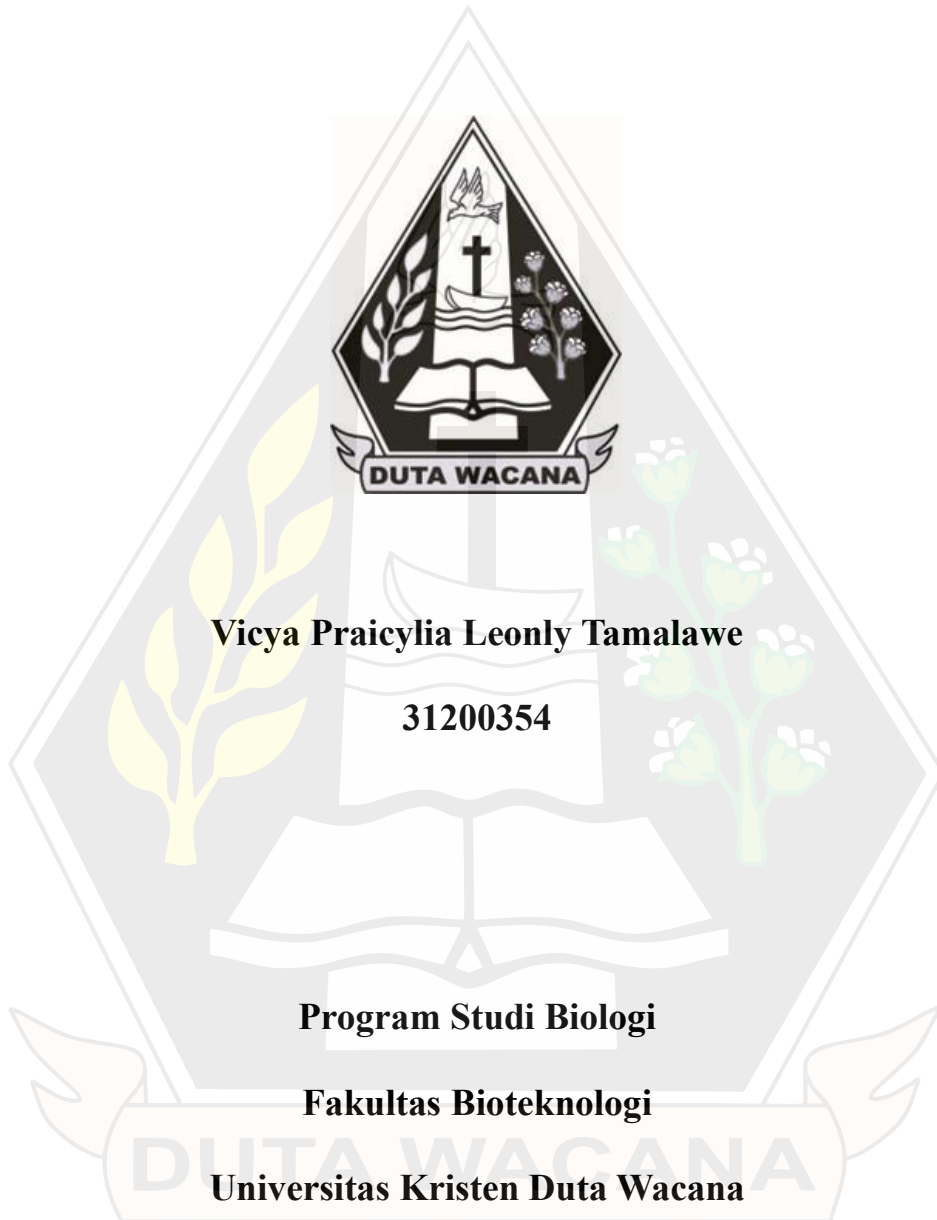 DUTA WACANA
Vicya Praicylia Leonly Tamalawe
31200354
Program Studi Biologi
Fakultas Bioteknologi
DUTA WACANA
Universitas Kristen Duta Wacana